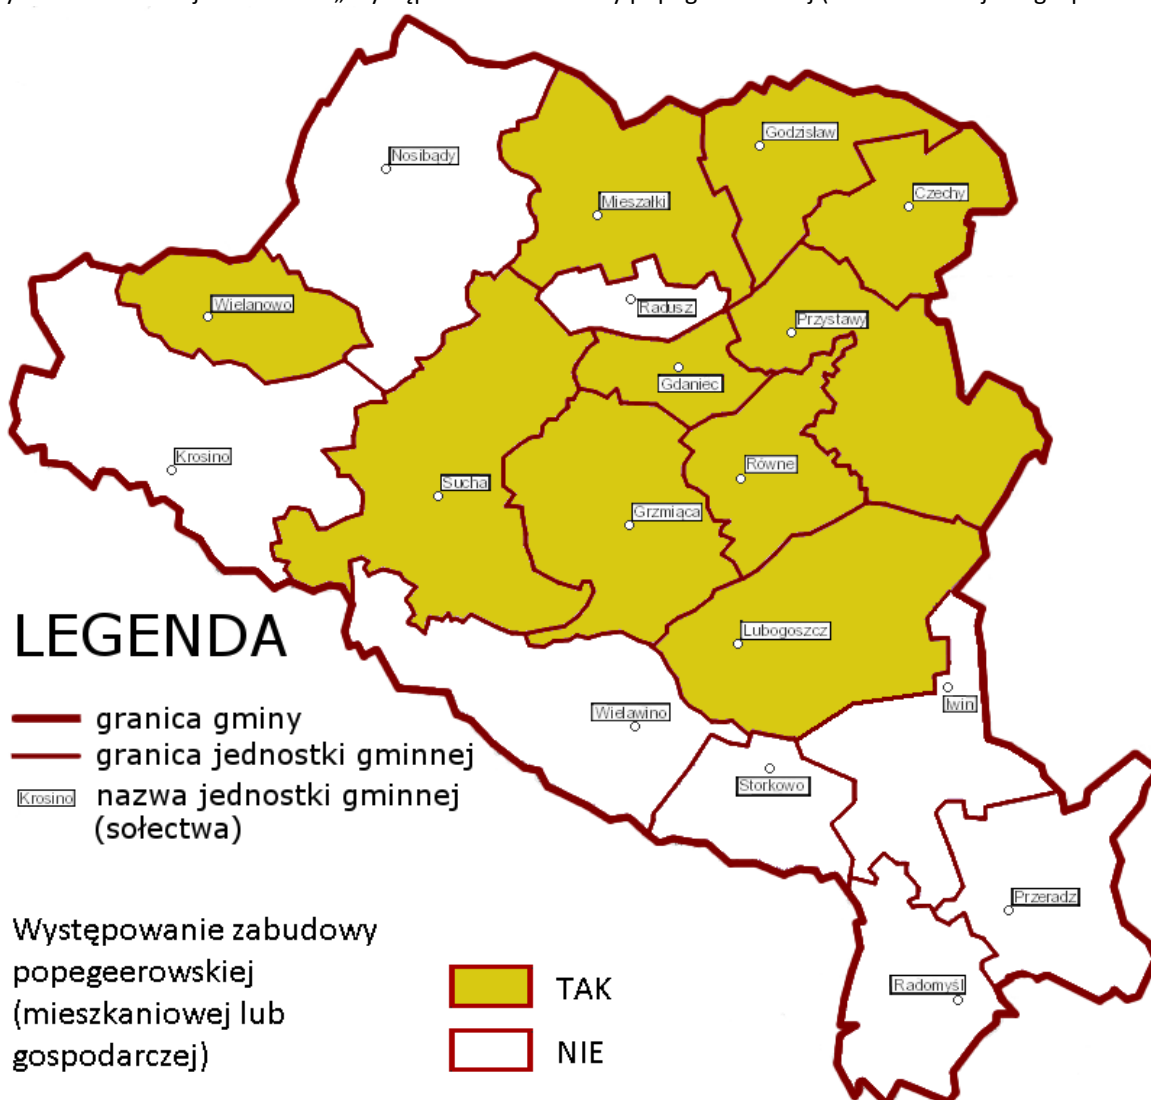 Nosibądy
Godzisław
Mieszałki
Czechy
Wielanowo
Radusz
Przystawy
Gdaniec
Krosino
Sucha
Równe
Grzmiąca
Lubogoszcz
Iwin
Wielawino
Storkowo
Przeradz
Radomyśl
LEGENDA
granica gminy
granica jednostki gminnej
Krosino
nazwa jednostki gminnej
(sołectwa)
Występowanie zabudowy
popegeerowskiej
(mieszkaniowej lub
gospodarczej)
TAK
NIE